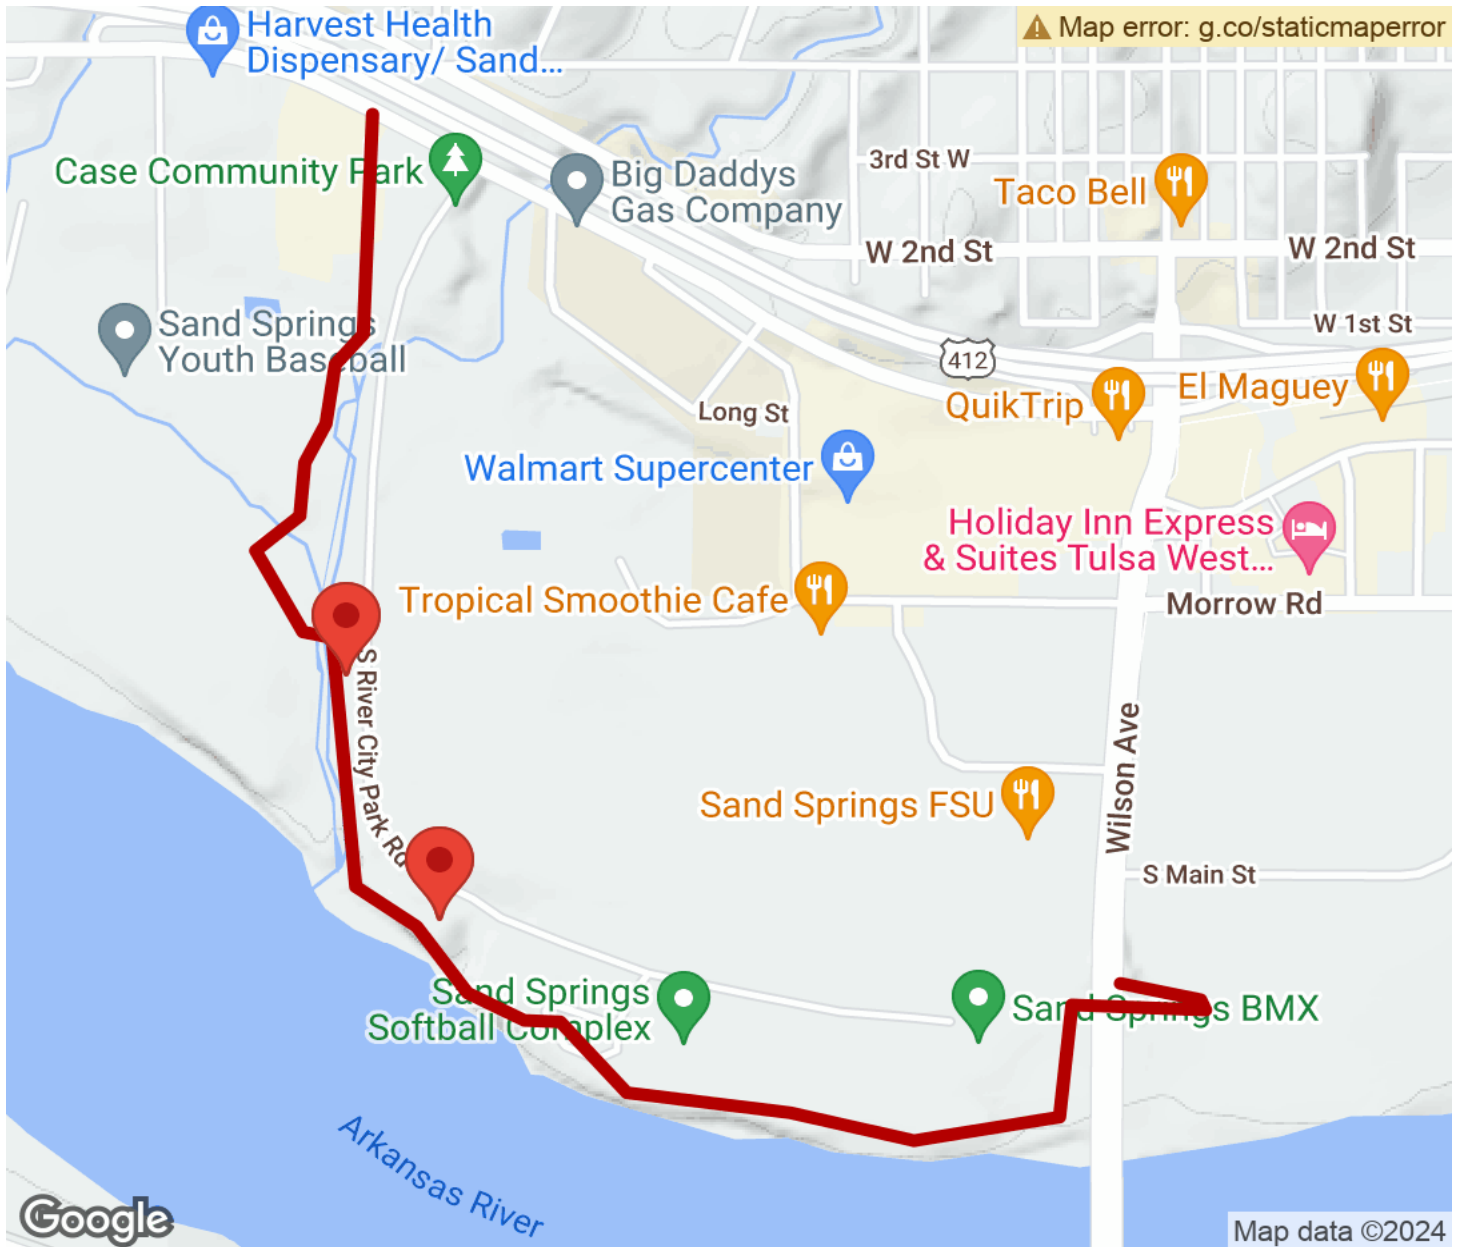 Harvest Health
Dispensary/ Sand...
Map error: g.co/staticmaperror
Case Community Park
Big Daddys
Gas Company
3rd St W
Taco Bell
W 2nd St
W 2nd St
Sand Springs
Youth Baseball
W 1st St
412
QuikTrip
El Maguey
Long St
Walmart Supercenter
Holiday Inn Express
& Suites Tulsa West...
Tropical Smoothie Cafe
Morrow Rd
S River City Park Rd
Wilson Ave
Sand Springs FSU
S Main St
Sand Springs
Softball Complex
Sand Springs BMX
Arkansas River
Google
Map data ©2024